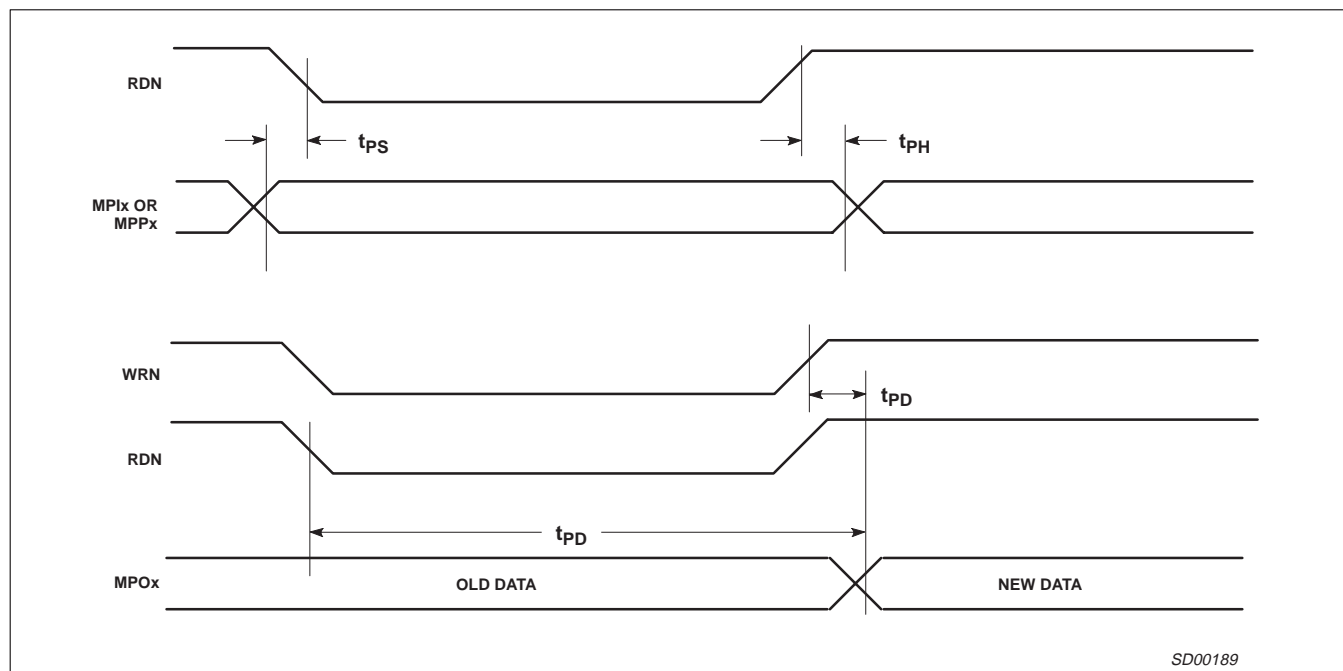 RDN
tPS
tPH
MPIx OR
MPPx
WRN
tPD
RDN
tPD
MPOx
OLD DATA
NEW DATA
SD00189